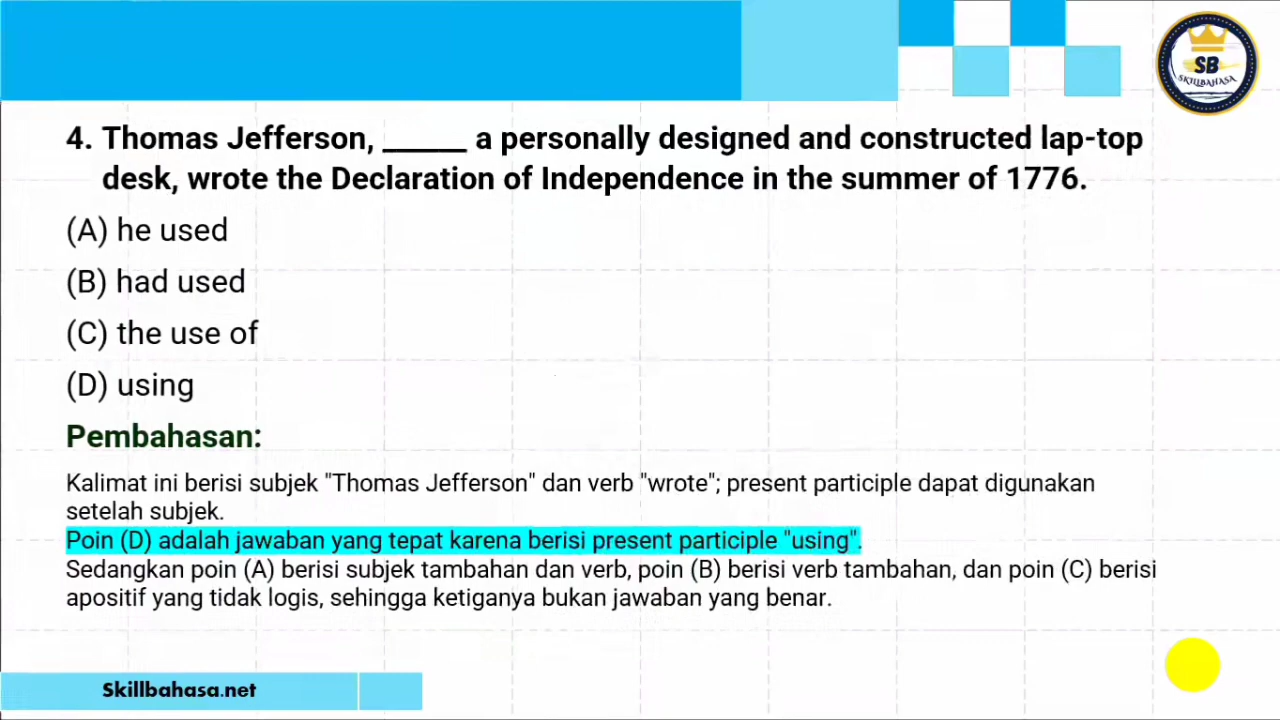 SB
SKILLBAHASA
4. Thomas Jefferson, _____ a personally designed and constructed lap-top
desk, wrote the Declaration of Independence in the summer of 1776.
(A) he used
(B) had used
(C) the use of
(D) using
Pembahasan:
Kalimat ini berisi subjek "Thomas Jefferson" dan verb "wrote"; present participle dapat digunakan
setelah subjek.
Poin (D) adalah jawaban yang tepat karena berisi present participle "using".
Sedangkan poin (A) berisi subjek tambahan dan verb, poin (B) berisi verb tambahan, dan poin (C) berisi
apositif yang tidak logis, sehingga ketiganya bukan jawaban yang benar.
Skillbahasa.net